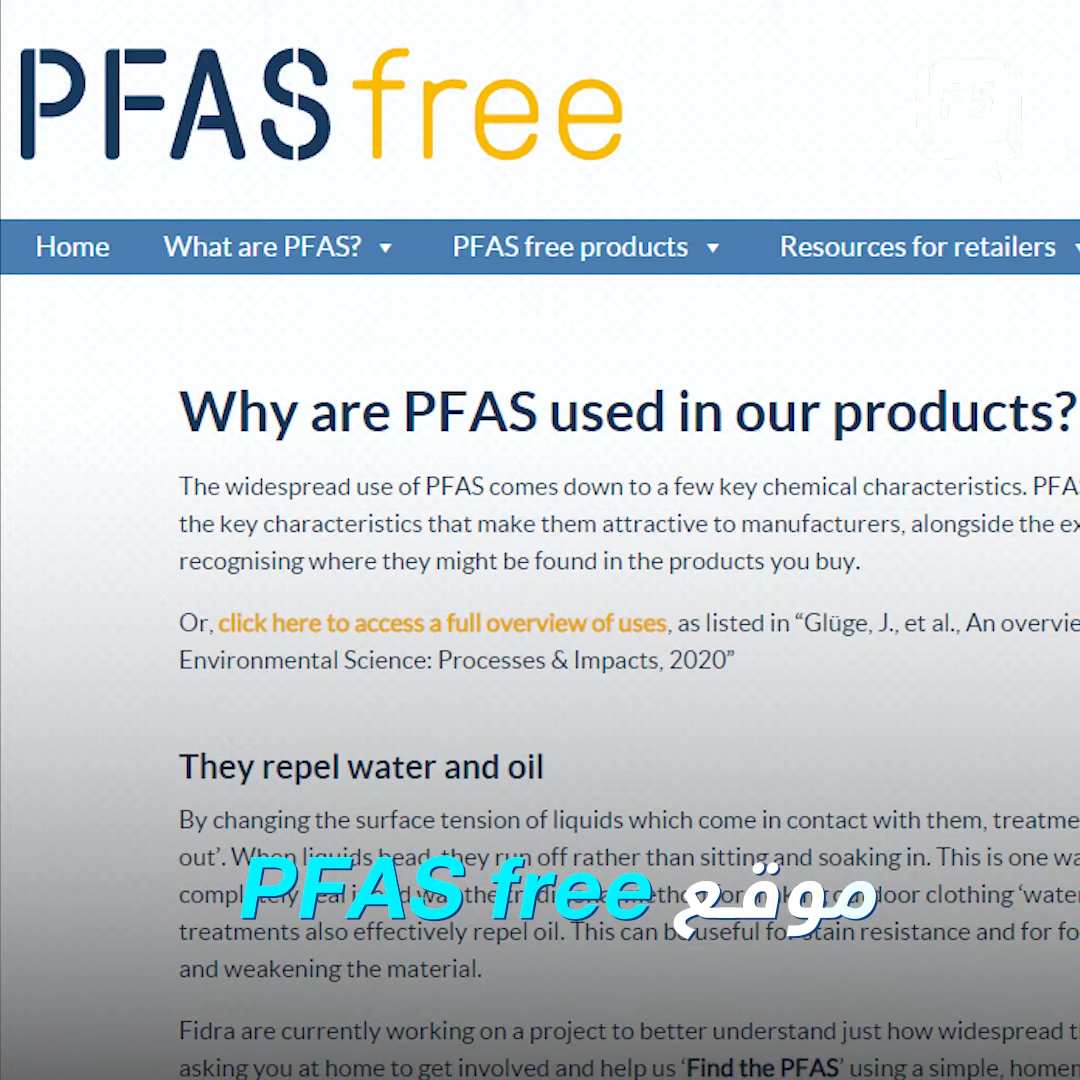 PFAS free
F5
Home What are PFAS? PFAS free products Resources for retailers
Why are PFAS used in our products?
The widespread use of PFAS comes down to a few key chemical characteristics. PFAS
the key characteristics that make them attractive to manufacturers, alongside the ex
recognising where they might be found in the products you buy.
Or, click here to access a full overview of uses, as listed in “Glüge, J., et al., An overvie
Environmental Science: Processes & Impacts, 2020”
They repel water and oil
By changing the surface tension of liquids which come in contact with them, treatme
out’. When liquids bead, they run off rather than sitting and soaking in. This is one wa
outdoor clothing ‘water
موقع PFAS free
treatments also effectively repel oil. This can be useful for stain resistance and for fo
and weakening the material.
Fidra are currently working on a project to better understand just how widespread t
asking you at home to get involved and help us ‘Find the PFAS’ using a simple, homem